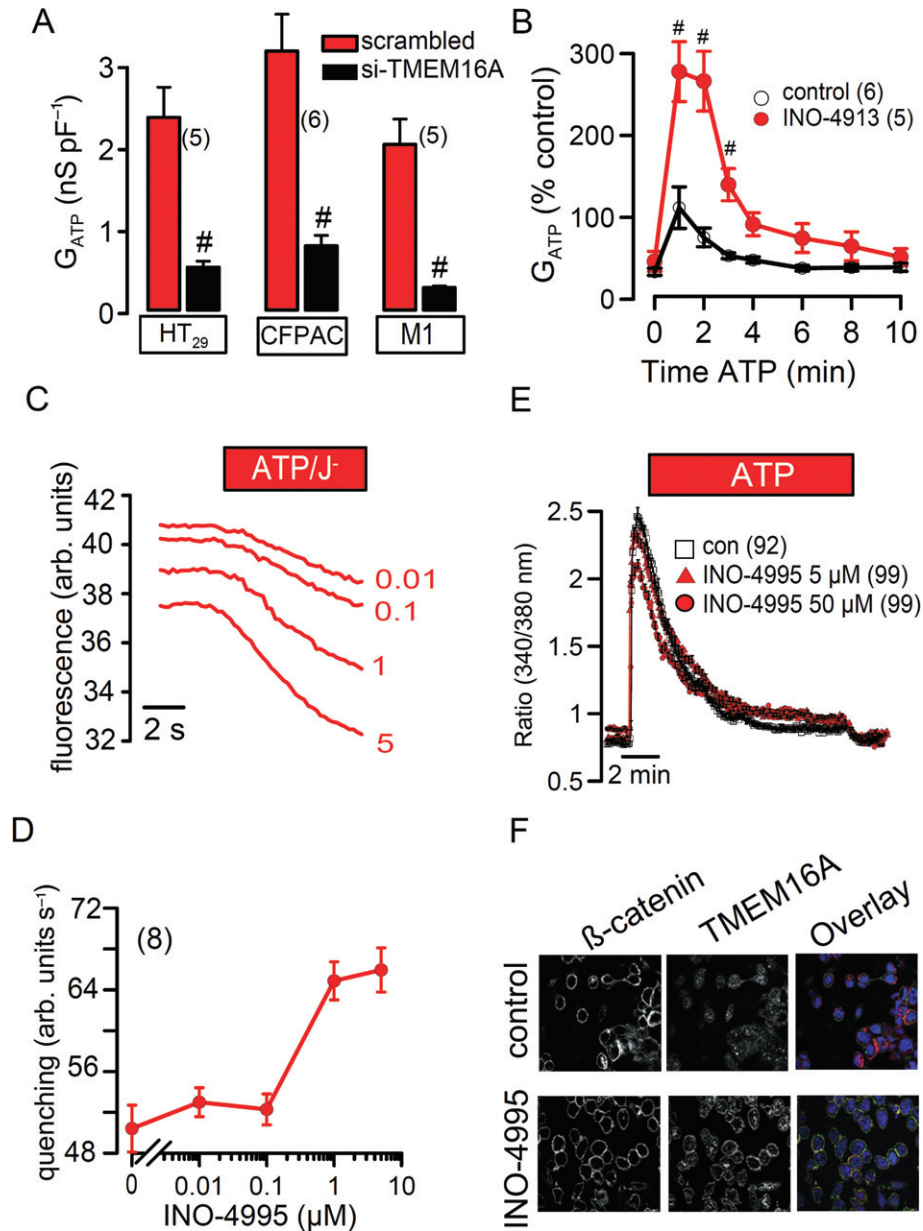 A
scrambled
si-TMEM16A
G_ATP (nS pF⁻¹)
3
2
1
0
(5)
(6)
(5)
#
#
#
HT₂₉
CFPAC
M1
B
G_ATP (% control)
300
200
100
0
#
#
#
control (6)
INO-4913 (5)
0 2 4 6 8 10
Time ATP (min)
C
ATP/J⁻
fluorescence (arb. units)
42
40
38
36
34
32
0.01
0.1
1
5
2 s
E
ATP
Ratio (340/380 nm)
2.5
2
1.5
1
0.5
con (92)
INO-4995 5 µM (99)
INO-4995 50 µM (99)
2 min
D
quenching (arb. units s⁻¹)
72
64
56
48
(8)
0 0.01 0.1 1 10
INO-4995 (µM)
F
ß-catenin
TMEM16A
Overlay
control
INO-4995